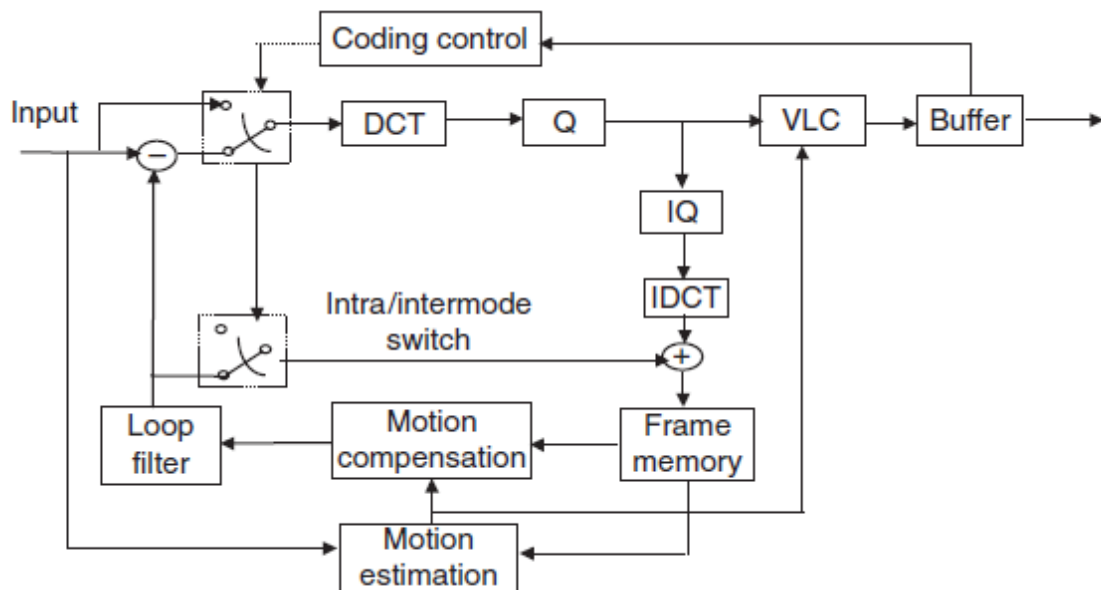 Coding control
Input
DCT
Q
VLC
Buffer
IQ
IDCT
Intra/intermode
switch
+
−
Loop
filter
Motion
compensation
Frame
memory
Motion
estimation